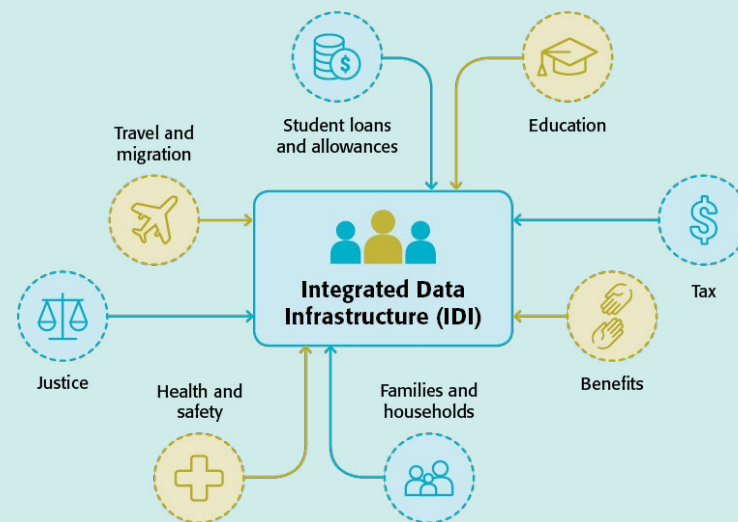 Student loans
and allowances
Education
Travel and
migration
Integrated Data
Infrastructure (IDI)
$
$
Tax
Justice
Benefits
Health and
safety
Families and
households